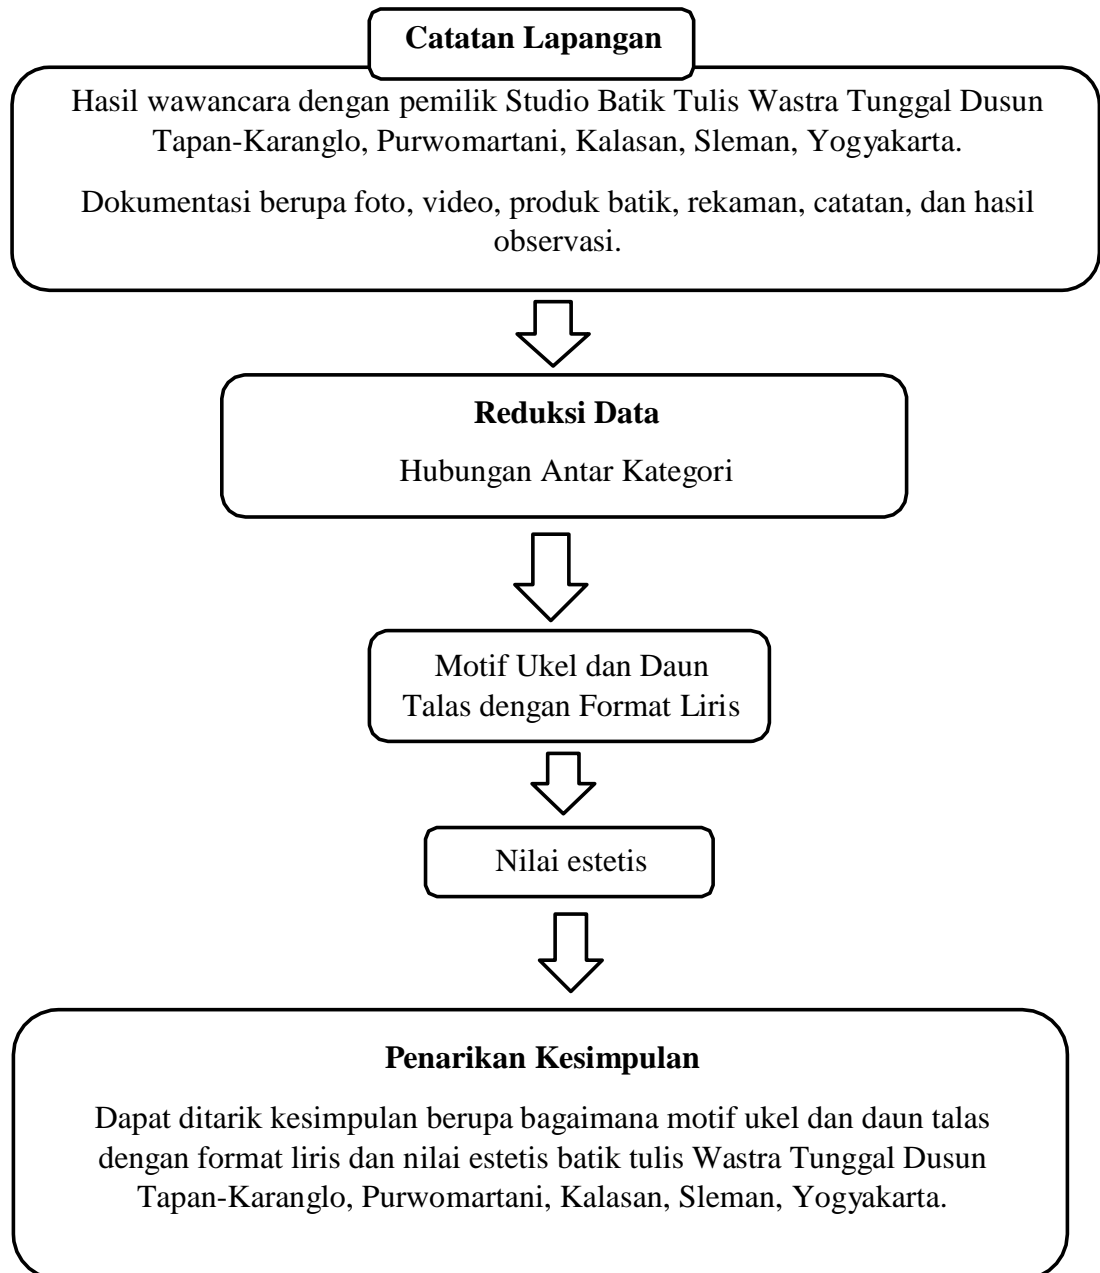 Catatan Lapangan
Hasil wawancara dengan pemilik Studio Batik Tulis Wastra Tunggal Dusun
Tapan-Karanglo, Purwomartani, Kalasan, Sleman, Yogyakarta.
Dokumentasi berupa foto, video, produk batik, rekaman, catatan, dan hasil
observasi.
Reduksi Data
Hubungan Antar Kategori
Motif Ukel dan Daun
Talas dengan Format Liris
Nilai estetis
Penarikan Kesimpulan
Dapat ditarik kesimpulan berupa bagaimana motif ukel dan daun talas
dengan format liris dan nilai estetis batik tulis Wastra Tunggal Dusun
Tapan-Karanglo, Purwomartani, Kalasan, Sleman, Yogyakarta.